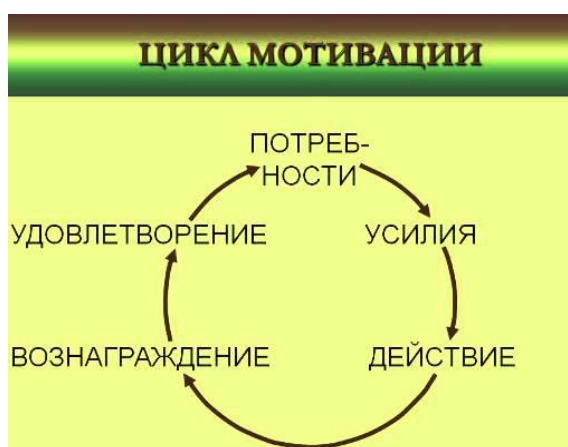 ЦИКЛ МОТИВАЦИИ
ПОТРЕБ-
НОСТИ
УДОВЛЕТВОРЕНИЕ
УСИЛИЯ
ВОЗНАГРАЖДЕНИЕ
ДЕЙСТВИЕ